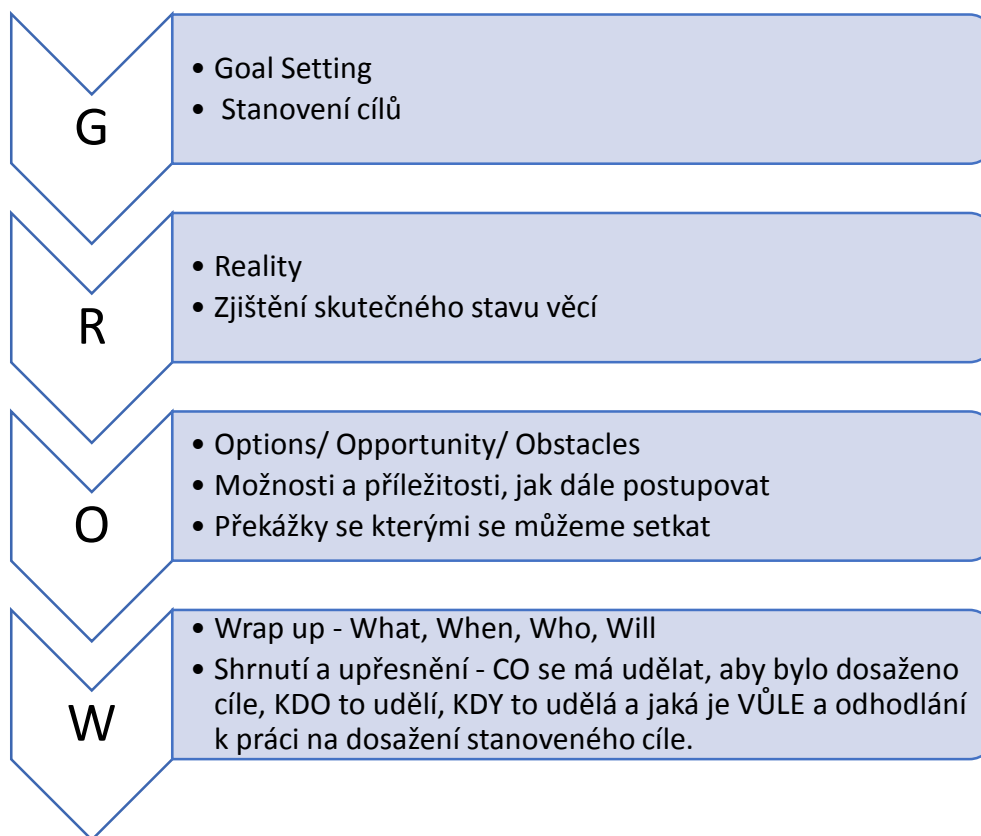 G
• Goal Setting
• Stanovení cílů
R
• Reality
• Zjištění skutečného stavu věcí
O
• Options/ Opportunity/ Obstacles
• Možnosti a příležitosti, jak dále postupovat
• Překážky se kterými se můžeme setkat
W
• Wrap up - What, When, Who, Will
• Shrnutí a upřesnění - CO se má udělat, aby bylo dosaženo
cíle, KDO to udělí, KDY to udělá a jaká je VŮLE a odhodlání
k práci na dosažení stanoveného cíle.